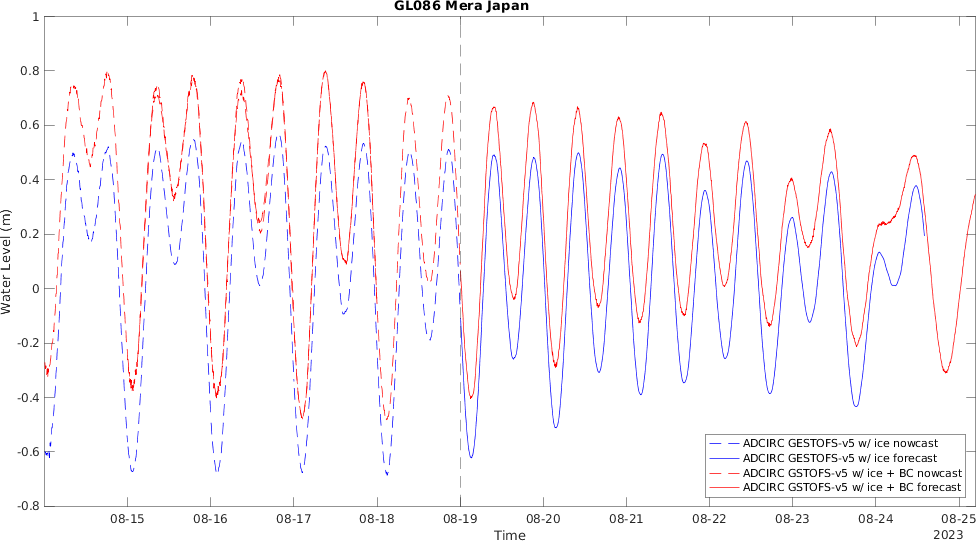 GL086 Mera Japan
1
0.8
0.6
0.4
0.2
0
-0.2
-0.4
-0.6
-0.8
Water Level (m)
ADCIRC GESTOFS-v5 w/ ice nowcast
ADCIRC GESTOFS-v5 w/ ice forecast
ADCIRC GSTOFS-v5 w/ ice + BC nowcast
ADCIRC GSTOFS-v5 w/ ice + BC forecast
08-15 08-16 08-17 08-18 08-19 08-20 08-21 08-22 08-23 08-24 08-25
Time
2023